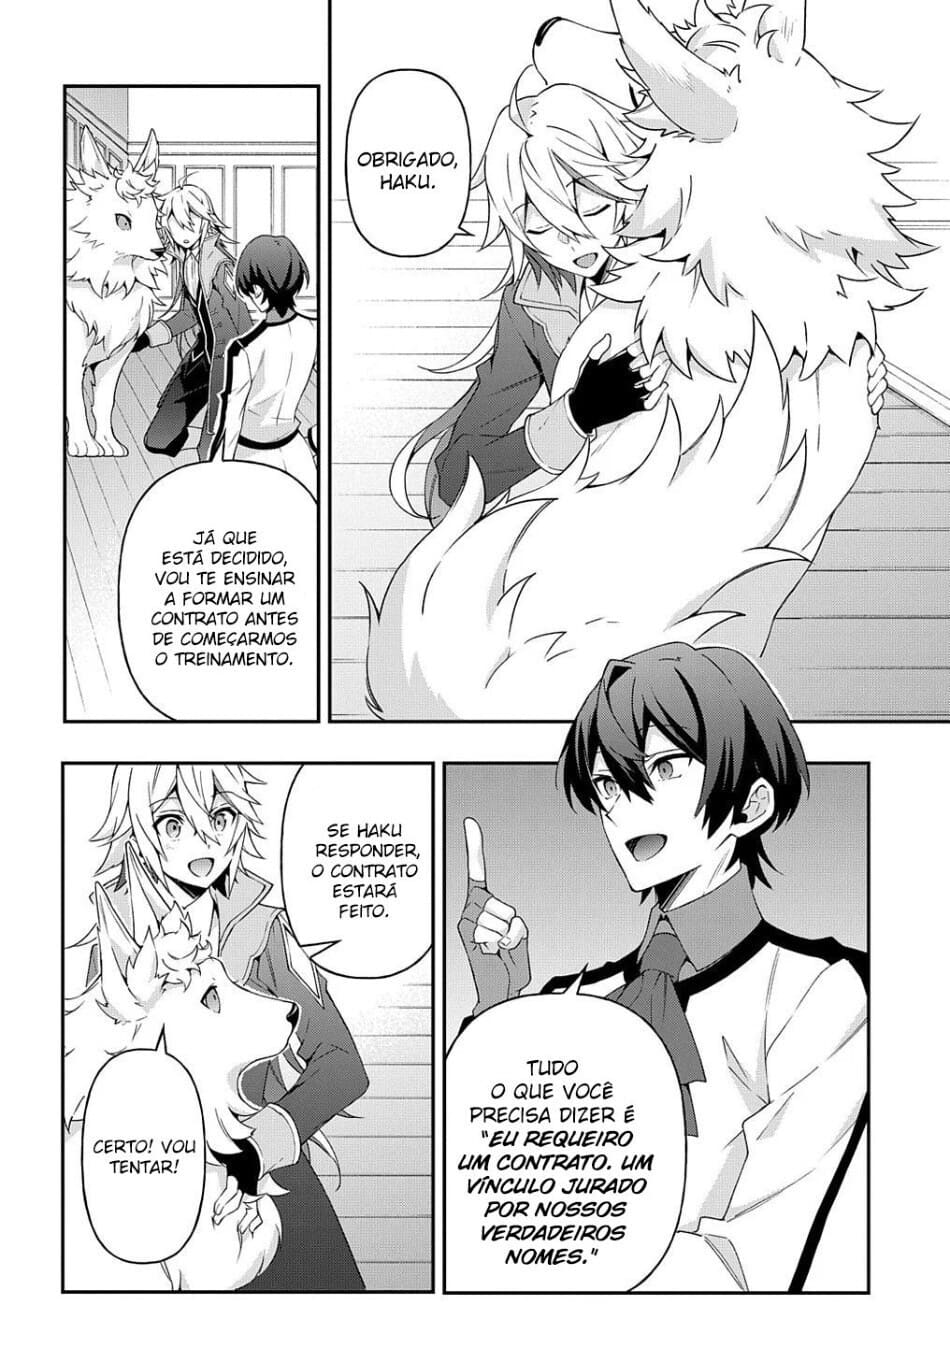 OBRIGADO,
HAKU.
JÁ QUE
ESTÁ DECIDIDO,
VOU TE ENSINAR
A FORMAR UM
CONTRATO ANTES
DE COMEÇARMOS
O TREINAMENTO.
TUDO
O QUE VOCÊ
PRECISA DIZER É
"EU REQUEIRO
UM CONTRATO. UM
VÍNCULO JURADO
POR NOSSOS
VERDADEIROS
NOMES."
SE HAKU
RESPONDER,
O CONTRATO
ESTARÁ
FEITO.
CERTO! VOU
TENTAR!